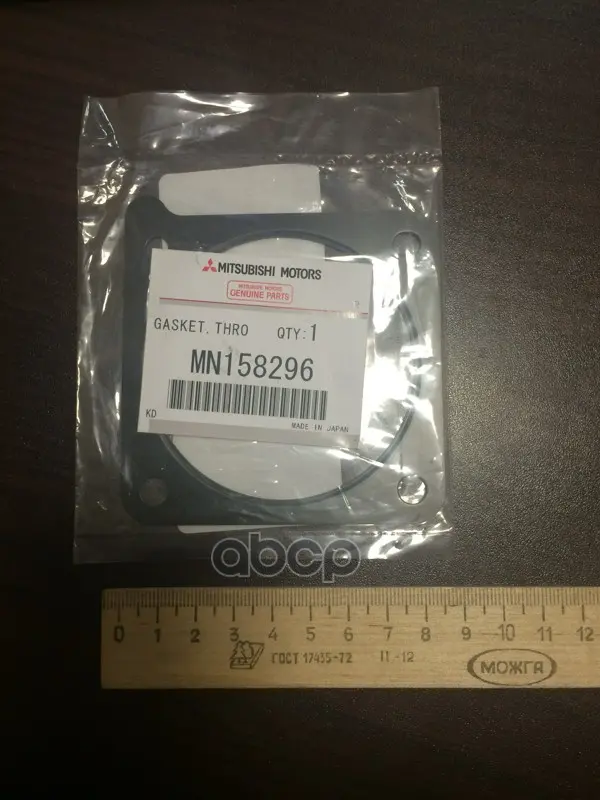 MITSUBISHI MOTORS
MITSUBISHI MOTORS
GENUINE PARTS
GASKET, THRO QTY:1
MN158296
KD
MADE IN JAPAN
abcp
0 1 2 3 4 5 6 7 8 9 10 11 12
ГОСТ 17435-72 11-12 МОЖГА